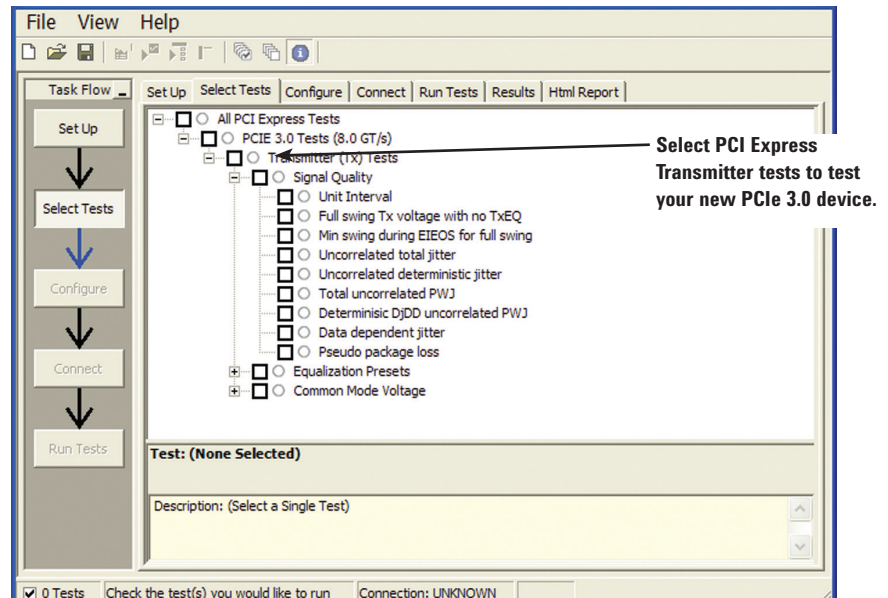 File View Help
Task Flow
Set Up
Select Tests
Configure
Connect
Run Tests
Set Up Select Tests Configure Connect Run Tests Results Html Report
All PCI Express Tests
PCIE 3.0 Tests (8.0 GT/s)
Transmitter (Tx) Tests
Signal Quality
Unit Interval
Full swing Tx voltage with no TxEQ
Min swing during EIEOS for full swing
Uncorrelated total jitter
Uncorrelated deterministic jitter
Total uncorrelated PWJ
Determinisic DjDD uncorrelated PWJ
Data dependent jitter
Pseudo package loss
Equalization Presets
Common Mode Voltage
Select PCI Express
Transmitter tests to test
your new PCIe 3.0 device.
Test: (None Selected)
Description: (Select a Single Test)
0 Tests Check the test(s) you would like to run Connection: UNKNOWN